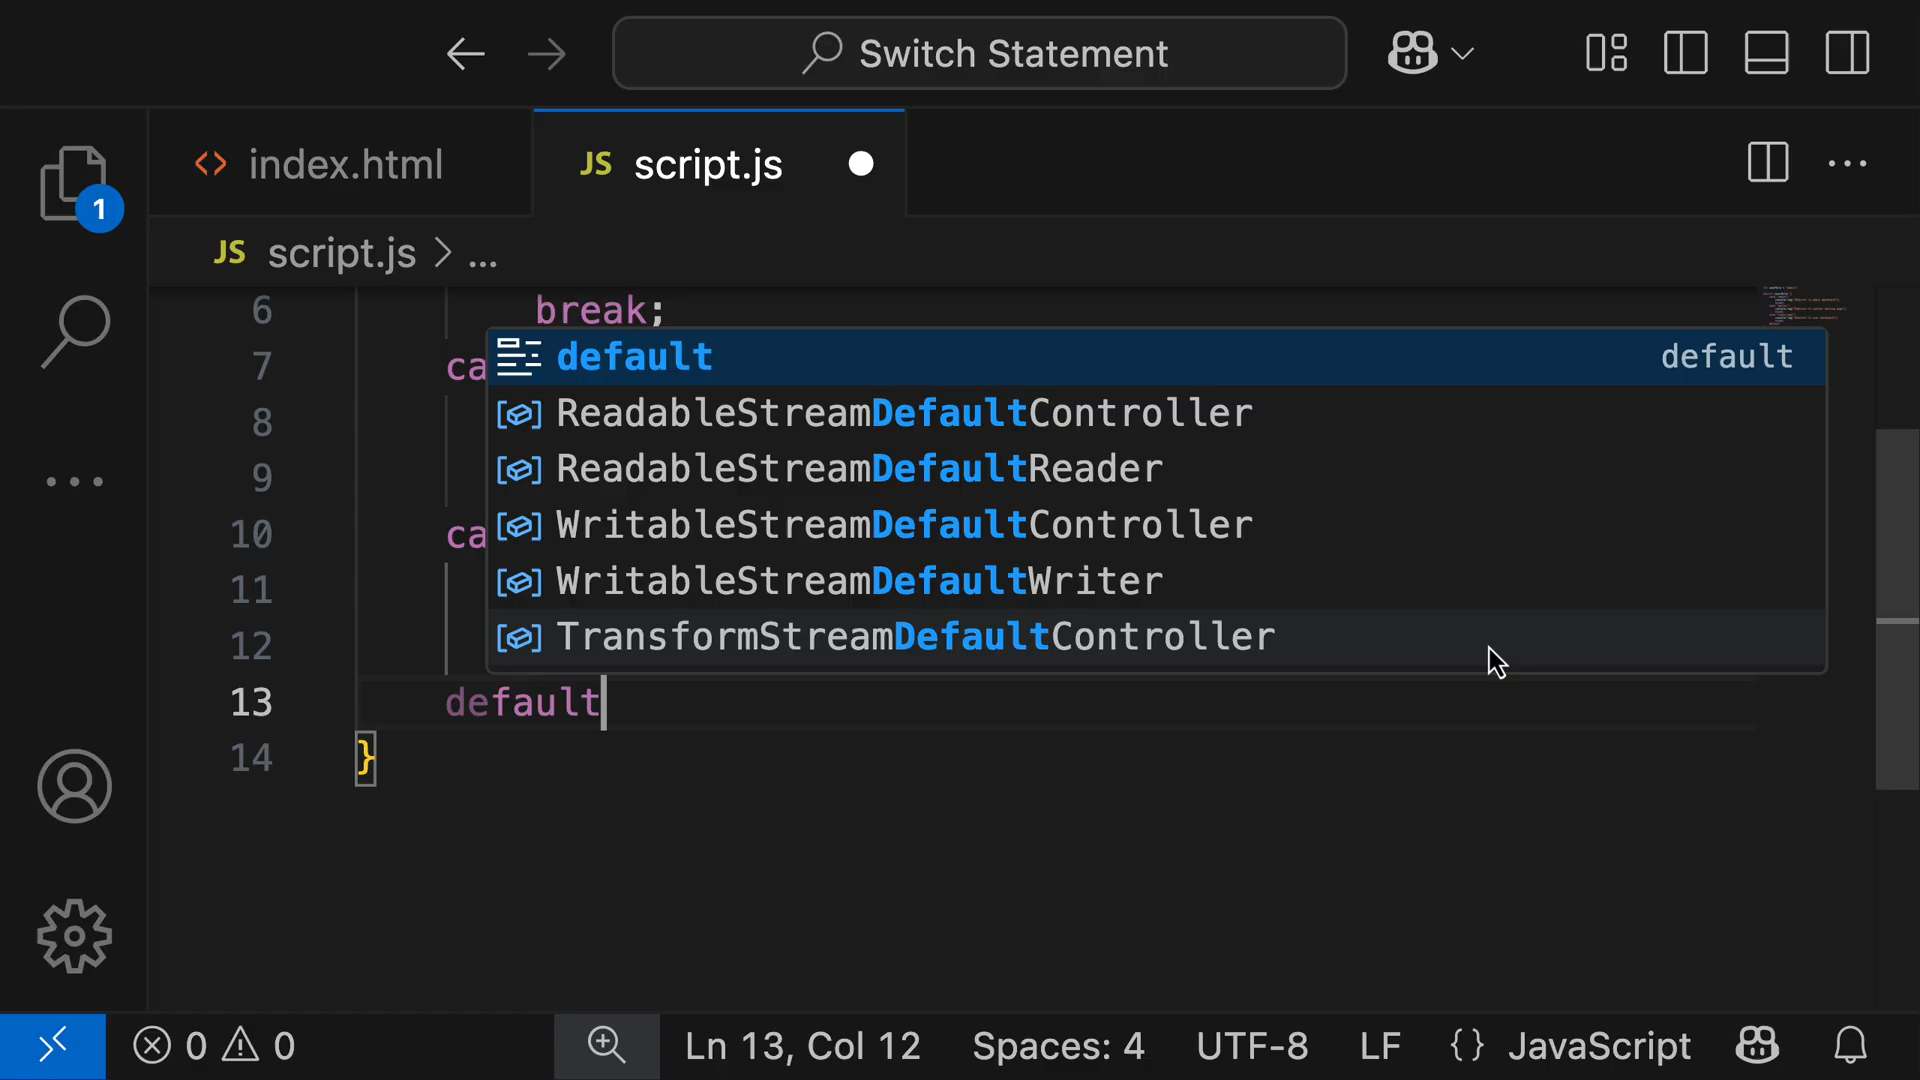 Switch Statement
index.html
JS script.js
1
JS script.js > ...
6 break;
default default
7 ca
ReadableStreamDefaultController
8
ReadableStreamDefaultReader
9
WritableStreamDefaultController
10 ca
WritableStreamDefaultWriter
11
TransformStreamDefaultController
12
13 default
14 }
0 0 Ln 13, Col 12 Spaces: 4 UTF-8 LF {} JavaScript